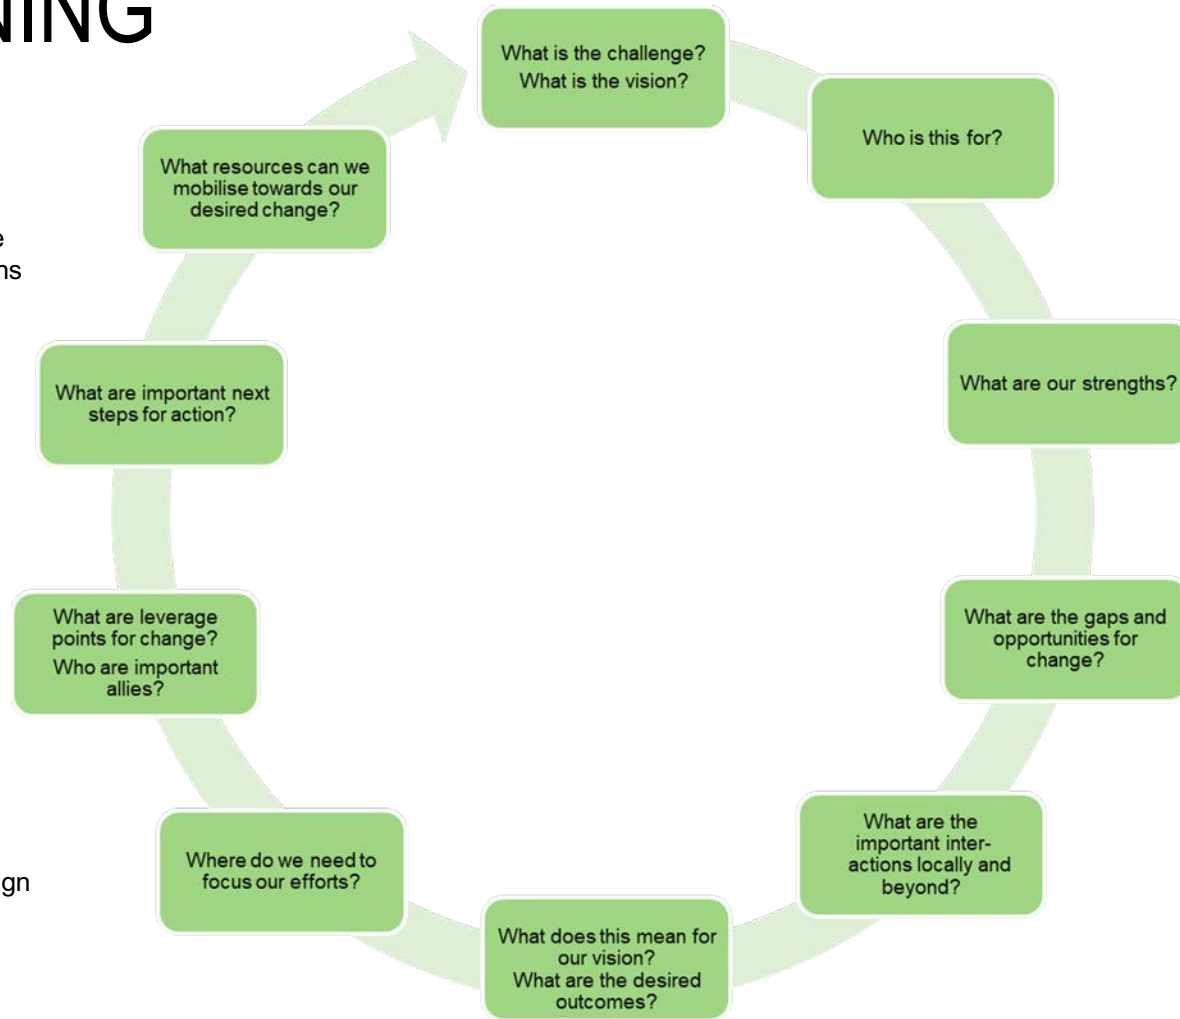 NING
e
ns
ign
What is the challenge?
What is the vision?
Who is this for?
What are our strengths?
What are the gaps and
opportunities for
change?
What are the
important inter-
actions locally and
beyond?
What does this mean for
our vision?
What are the desired
outcomes?
Where do we need to
focus our efforts?
What are leverage
points for change?
Who are important
allies?
What are important next
steps for action?
What resources can we
mobilise towards our
desired change?